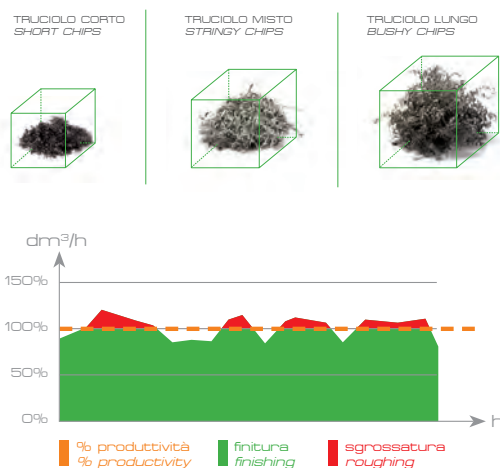 TRUCIOLO CORTO
SHORT CHIPS
TRUCIOLO MISTO
STRINGY CHIPS
TRUCIOLO LUNGO
BUSHY CHIPS
dm³/h
150%
100%
50%
0%
h
% produttività
% productivity
finitura
finishing
sgrossatura
roughing